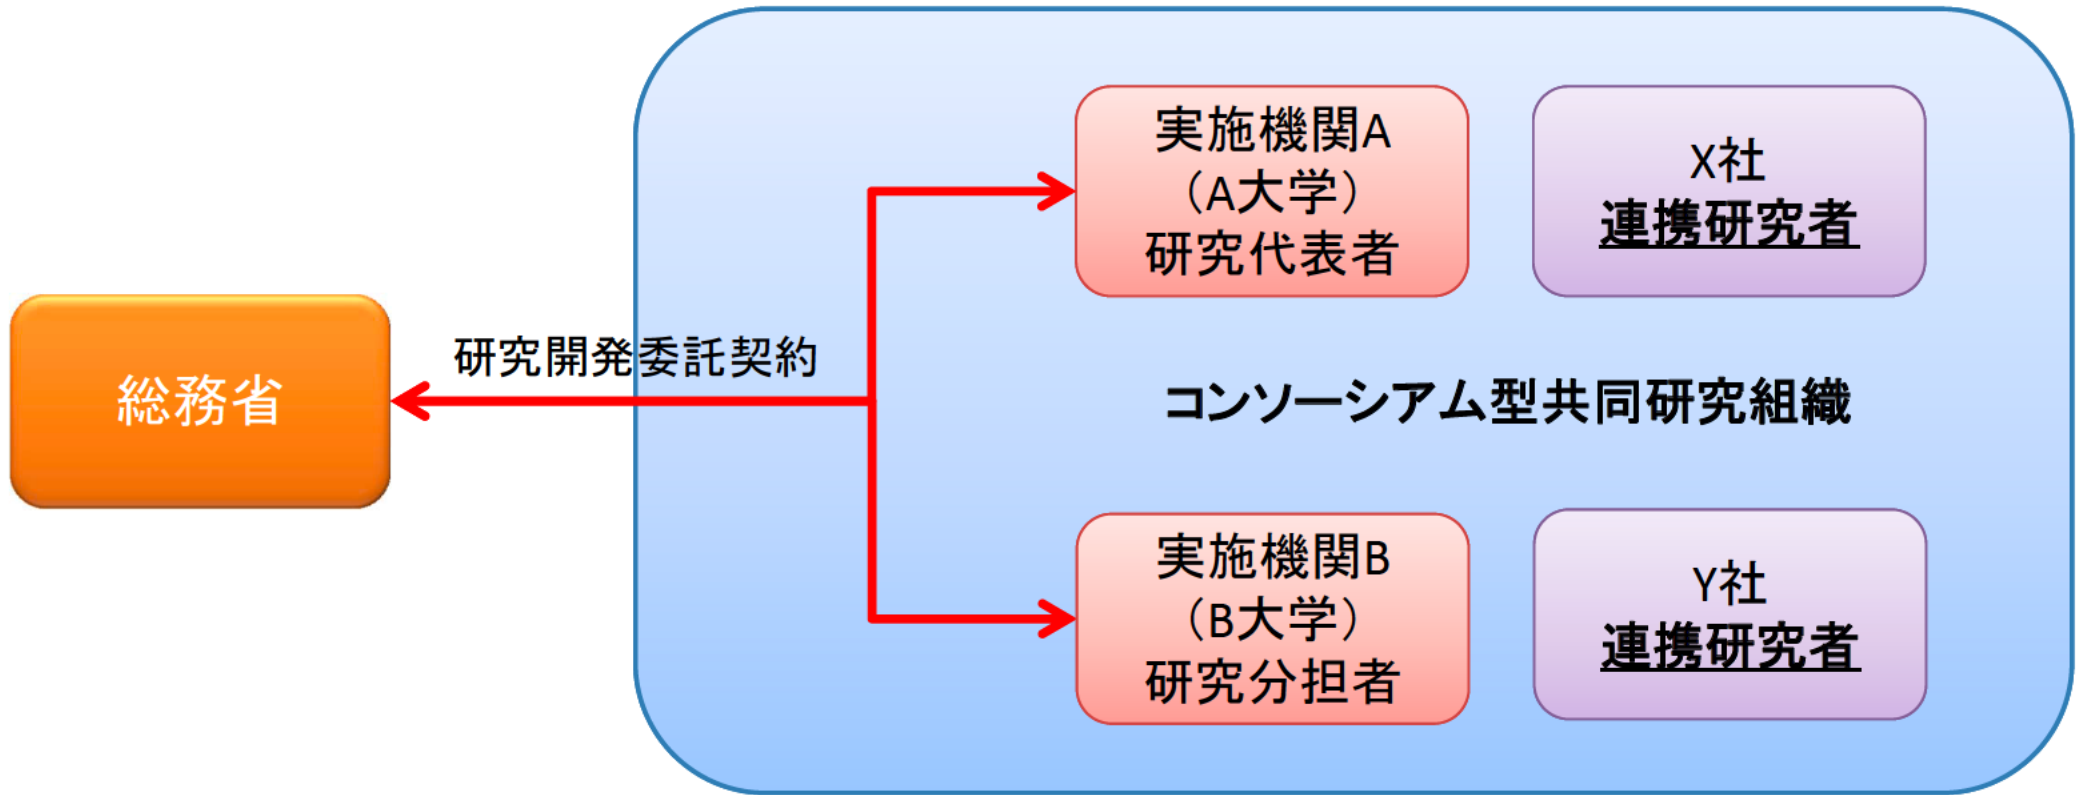 総務省
研究開発委託契約
実施機関A
（A大学）
研究代表者
X社
連携研究者
コンソーシアム型共同研究組織
実施機関B
（B大学）
研究分担者
Y社
連携研究者